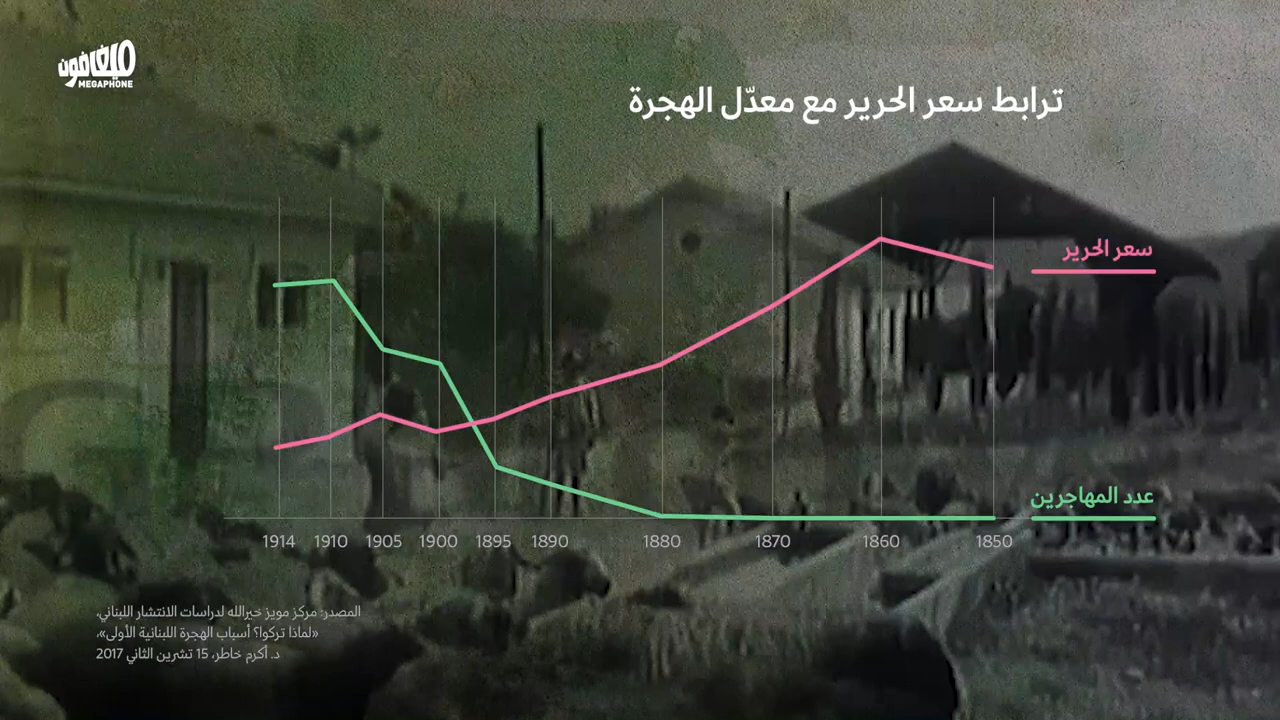 ميغافون
MEGAPHONE
ترابط سعر الحرير مع معدّل الهجرة
سعر الحرير
عدد المهاجرين
1914 1910 1905 1900 1895 1890 1880 1870 1860 1850
المصدر: مركز مويز خيرالله لدراسات الانتشار اللبناني،
«لماذا تركوا؟ أسباب الهجرة اللبنانية الأولى»،
د. أكرم خاطر، 15 تشرين الثاني 2017